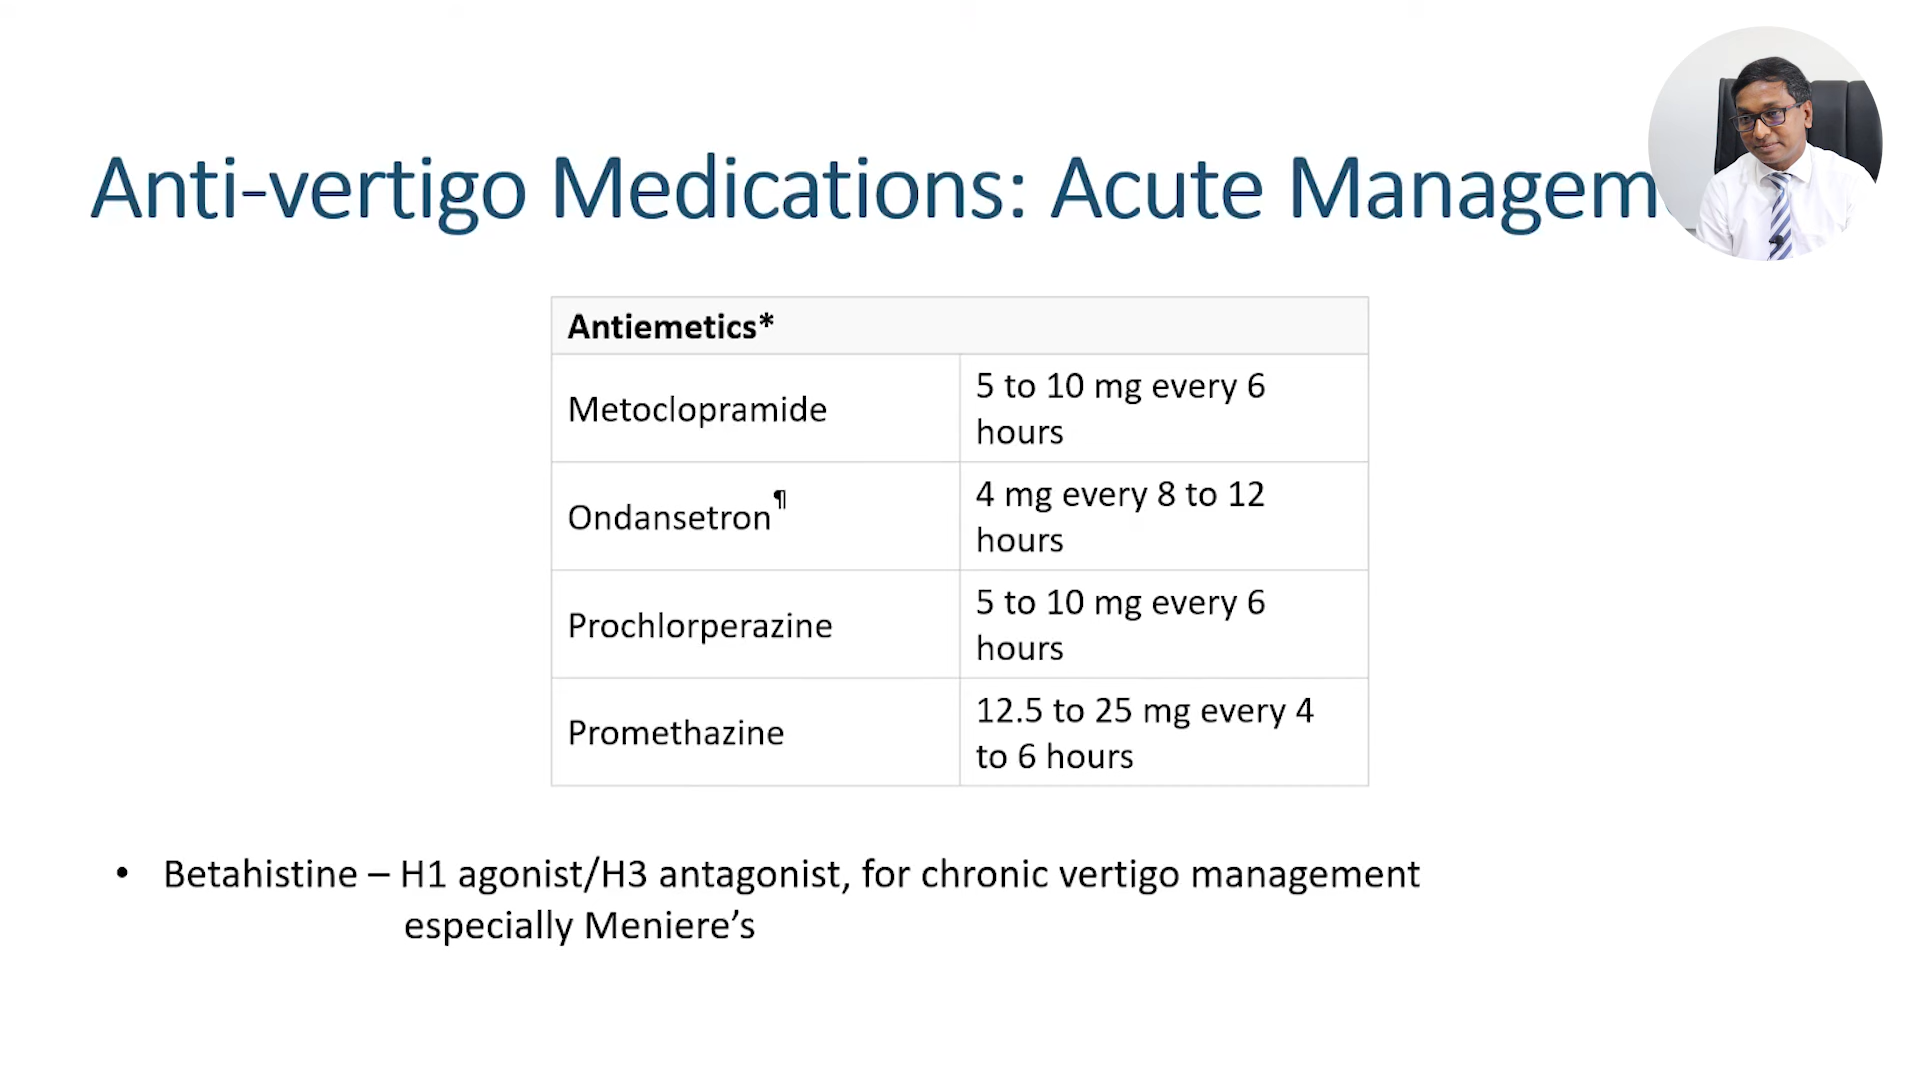 Anti-vertigo Medications: Acute Managem
Antiemetics*
Metoclopramide
5 to 10 mg every 6
hours
Ondansetron¶
4 mg every 8 to 12
hours
Prochlorperazine
5 to 10 mg every 6
hours
Promethazine
12.5 to 25 mg every 4
to 6 hours
• Betahistine – H1 agonist/H3 antagonist, for chronic vertigo management
especially Meniere’s